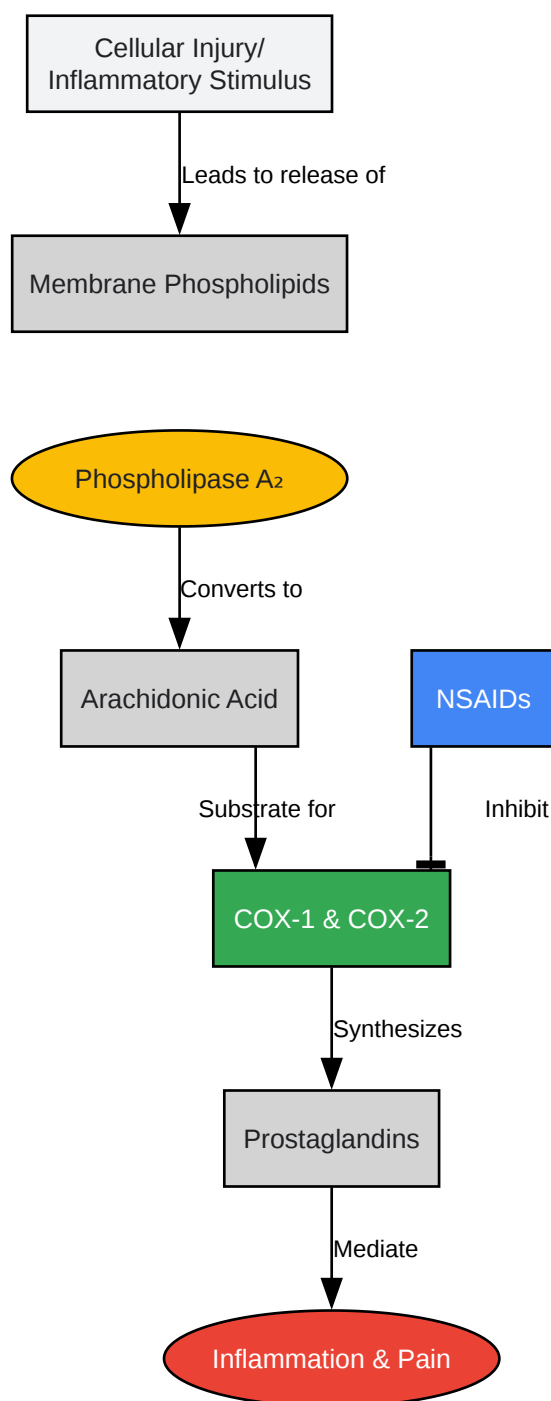 Cellular Injury/
Inflammatory Stimulus
Leads to release of
Membrane Phospholipids
Phospholipase A₂
Converts to
Arachidonic Acid
NSAIDs
Substrate for
Inhibit
COX-1 & COX-2
Synthesizes
Prostaglandins
Mediate
Inflammation & Pain